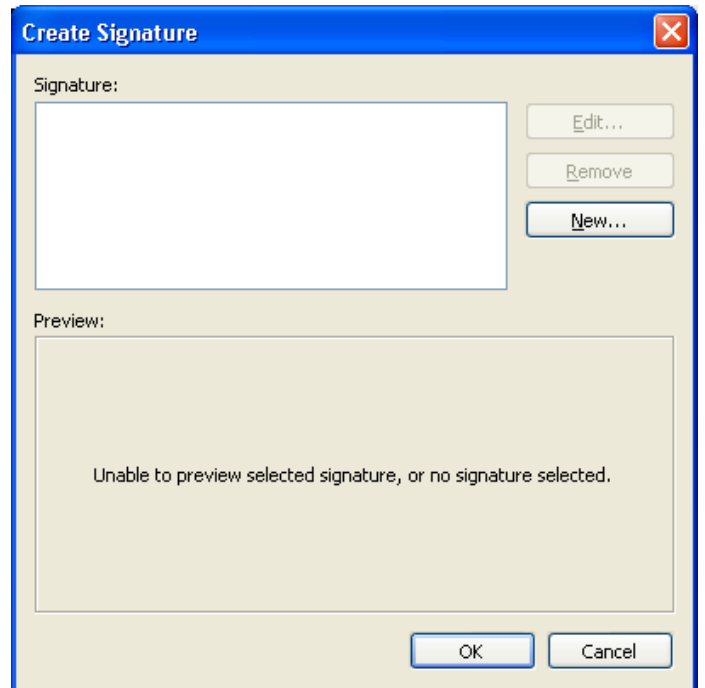 Create Signature
Signature:
Edit...
Remove
New...
Preview:
Unable to preview selected signature, or no signature selected.
OK Cancel